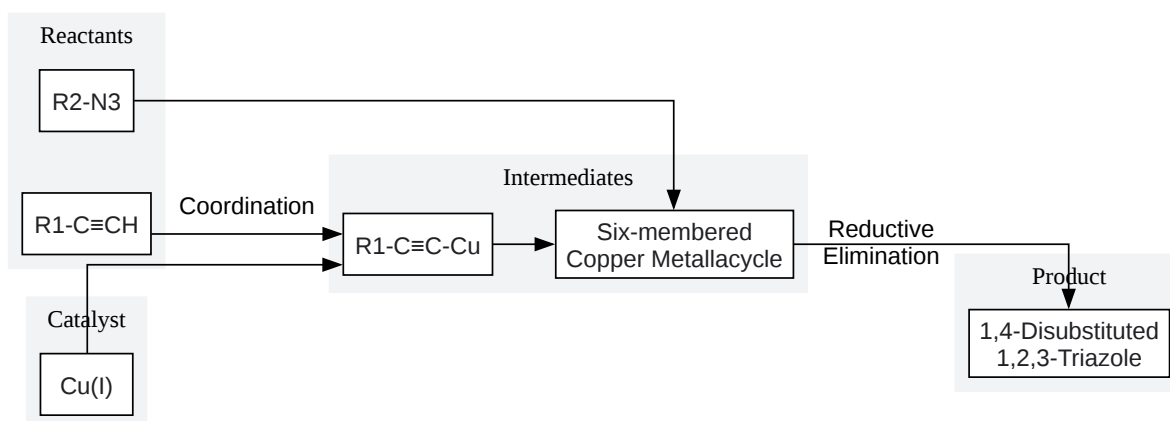 Reactants
R2-N3
R1-C≡CH
Coordination
Catalyst
Cu(I)
Intermediates
R1-C≡C-Cu
Six-membered
Copper Metallacycle
Reductive
Elimination
Product
1,4-Disubstituted
1,2,3-Triazole